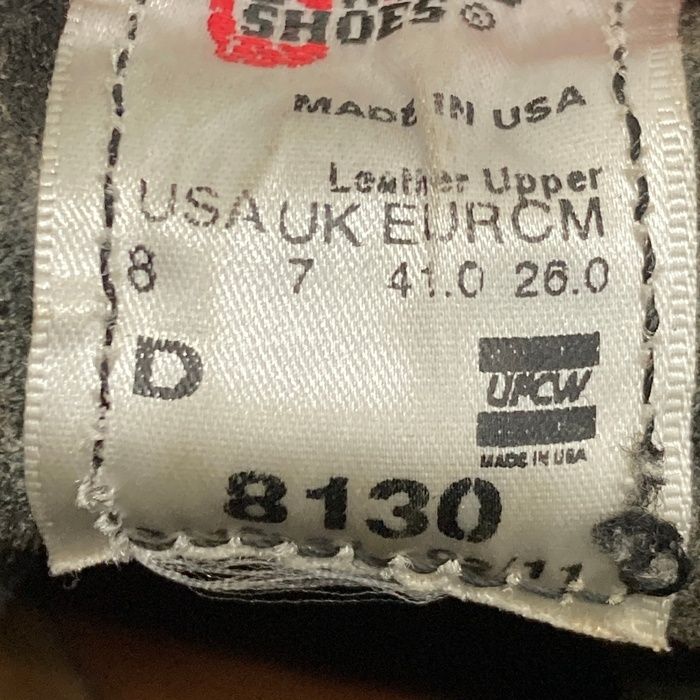 SHOES®
MADE IN USA
Leather Upper
USA UK EUR CM
8 7 41.0 26.0
D
UFCW
MADE IN USA
8130
/11